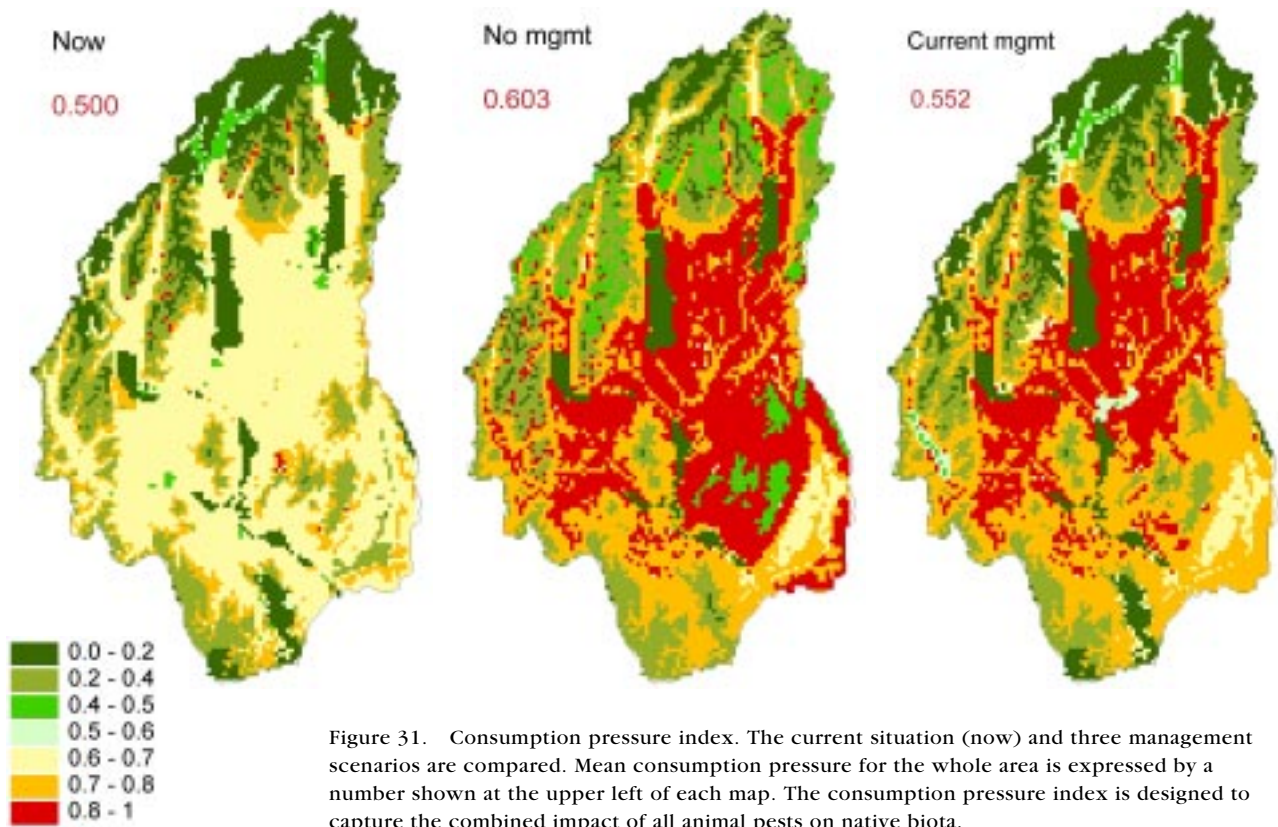 Now
0.500
No mgmt
0.603
Current mgmt
0.552
0.0 - 0.2
0.2 - 0.4
0.4 - 0.5
0.5 - 0.6
0.6 - 0.7
0.7 - 0.8
0.8 - 1
Figure 31. Consumption pressure index. The current situation (now) and three management
scenarios are compared. Mean consumption pressure for the whole area is expressed by a
number shown at the upper left of each map. The consumption pressure index is designed to
capture the combined impact of all animal pests on native biota.